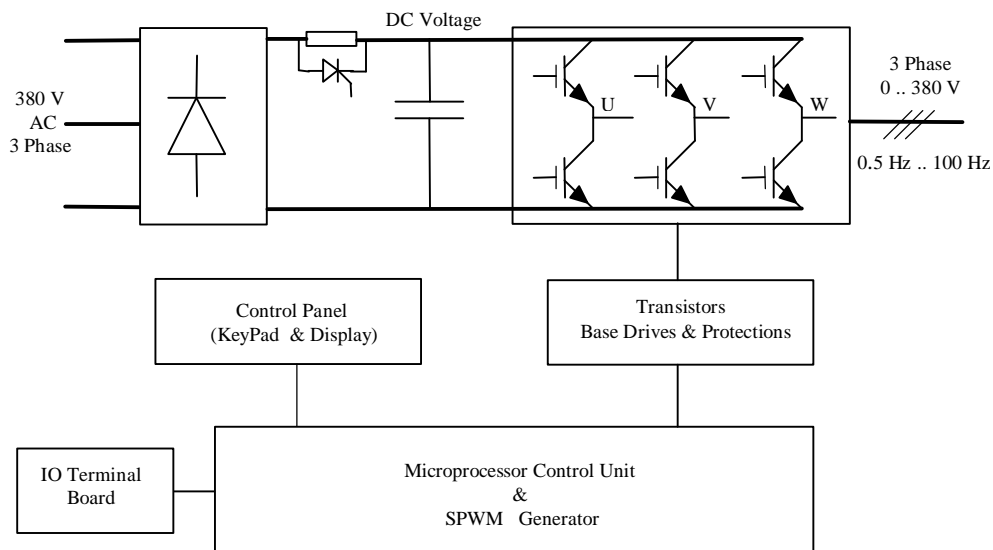 DC Voltage
380 V
AC
3 Phase
U
V
W
3 Phase
0 .. 380 V
0.5 Hz .. 100 Hz
Control Panel
(KeyPad & Display)
Transistors
Base Drives & Protections
IO Terminal
Board
Microprocessor Control Unit
&
SPWM Generator